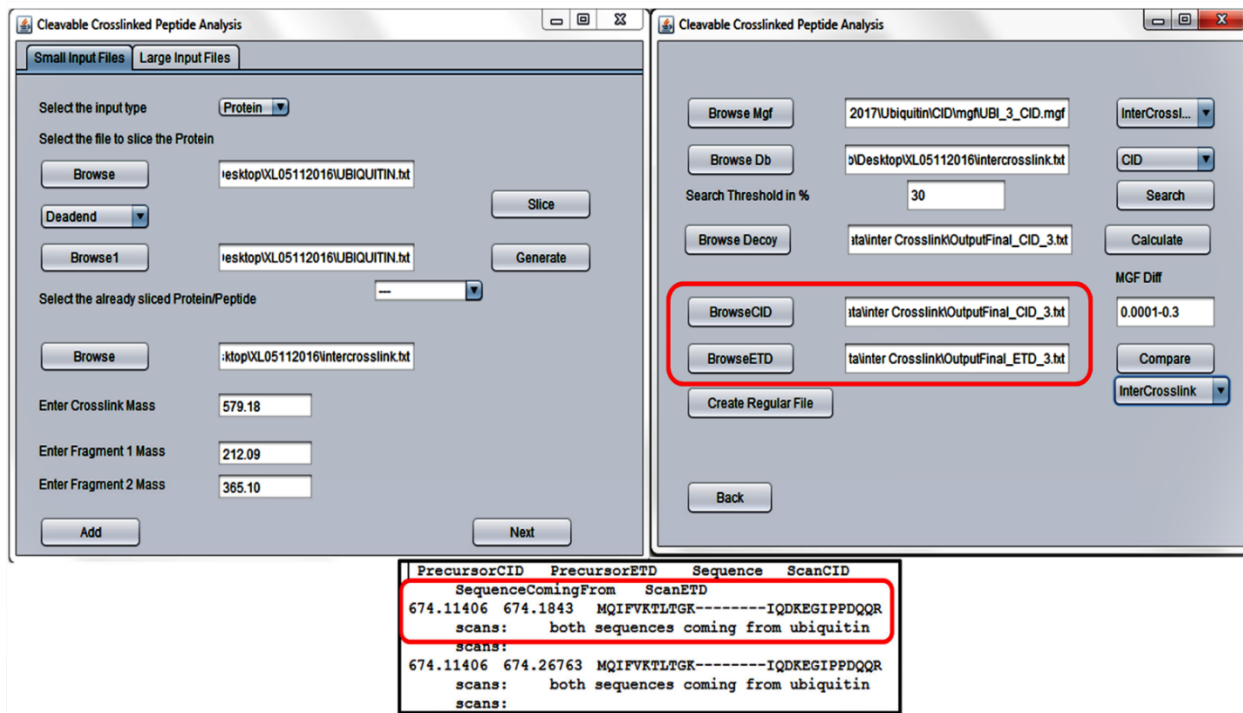 Cleavable Crosslinked Peptide Analysis
Small Input Files Large Input Files
Select the input type Protein
Select the file to slice the Protein
Browse esktop\XL05112016\UBIQUITIN.txt
Slice
Deadend
Browse1 esktop\XL05112016\UBIQUITIN.txt Generate
Select the already sliced Protein/Peptide ---
Browse ktop\XL05112016\intercrosslink.txt
Enter Crosslink Mass 579.18
Enter Fragment 1 Mass 212.09
Enter Fragment 2 Mass 365.10
Add Next
Cleavable Crosslinked Peptide Analysis
Browse Mgf 2017\Ubiquitin\CID\mgf\UBI_3_CID.mgf InterCrossl...
Browse Db \Desktop\XL05112016\intercrosslink.txt CID
Search Threshold in % 30 Search
Browse Decoy ata\inter Crosslink\OutputFinal_CID_3.txt Calculate
MGF Diff
BrowseCID ata\inter Crosslink\OutputFinal_CID_3.txt 0.0001-0.3
BrowseETD ta\inter Crosslink\OutputFinal_ETD_3.txt Compare
Create Regular File InterCrosslink
Back
PrecursorCID PrecursorETD Sequence ScanCID
SequenceComingFrom ScanETD
674.11406 674.1843 MQIFVKTLTGK--------IQDKEGIPPDQQR
scans: both sequences coming from ubiquitin
scans:
674.11406 674.26763 MQIFVKTLTGK--------IQDKEGIPPDQQR
scans: both sequences coming from ubiquitin
scans: